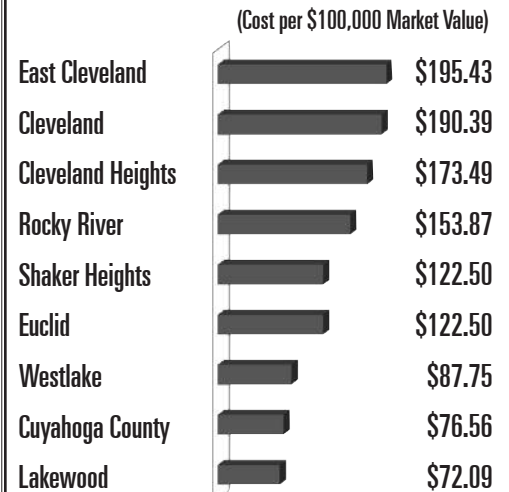 (Cost per $100,000 Market Value)
East Cleveland $195.43
Cleveland $190.39
Cleveland Heights $173.49
Rocky River $153.87
Shaker Heights $122.50
Euclid $122.50
Westlake $87.75
Cuyahoga County $76.56
Lakewood $72.09